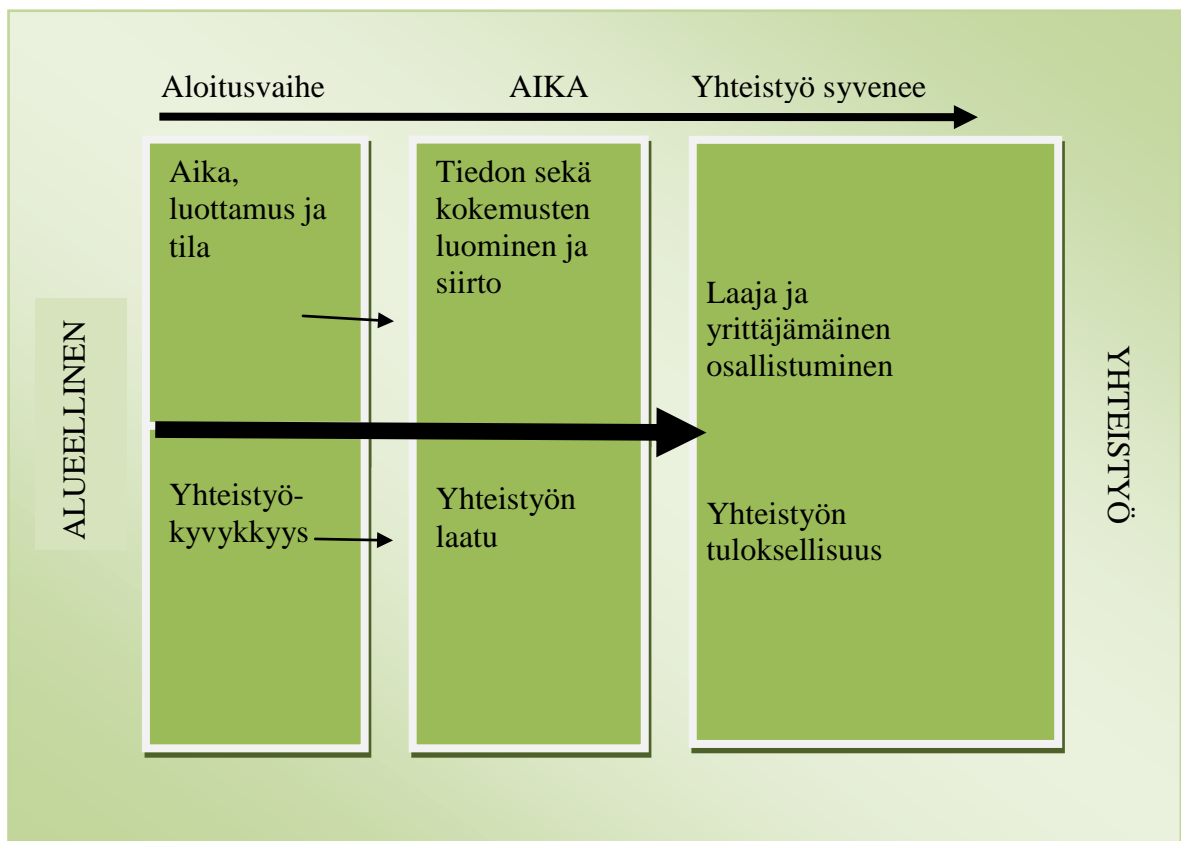 Aloitusvaihe AIKA Yhteistyö syvenee
Aika,
luottamus ja
tila
Tiedon sekä
kokemusten
luominen ja
siirto
Laaja ja
yrittäjämäinen
osallistuminen
ALUEELLINEN
YHTEISTYÖ
Yhteistyö-
kyvykkyys
Yhteistyön
laatu
Yhteistyön
tuloksellisuus